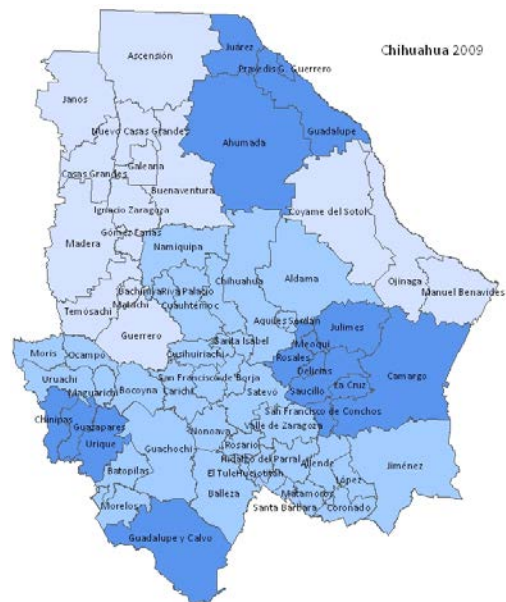 Chihuahua 2009
Juárez
Ascensión
Praxedis G. Guerrero
Janos
Nuevo Casas Grandes
Guadalupe
Ahumada
Galeana
Casas Grandes
Buenaventura
Ignacio Zaragoza
Coyame del Sotol
Gómez Farías
Madera
Namiquipa
Chihuahua
Aldama
Ojinaga
Manuel Benavides
Bachíniva
Riva Palacio
Matachi
Cuauhtémoc
Temósachi
Aquiles Serdán
Julimes
Guerrero
Santa Isabel
Meoqui
Moris
Ocampo
Cusihuiriachi
Rosales
Uruachi
San Francisco de Borja
Delicias
Camargo
Maguarichi
Bocoyna
Carichí
Satevó
Saucillo
La Cruz
Chínipas
San Francisco de Conchos
Guazapares
Nonoava
Valle de Zaragoza
Urique
Guachochi
Rosario
Hidalgo del Parral
Jiménez
Batopilas
El Tule
Huejotitán
Allende
López
Balleza
Matamoros
Morelos
Santa Bárbara
Coronado
Guadalupe y Calvo